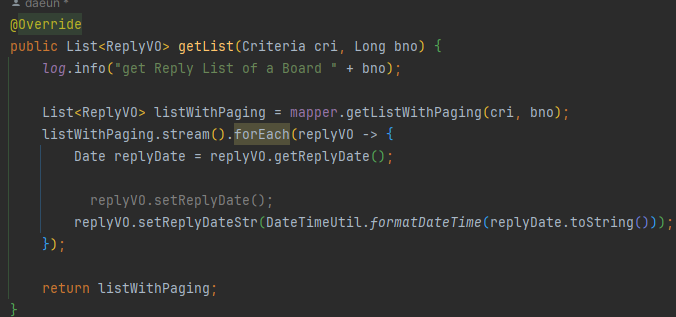 daeun *
@Override
public List<ReplyVO> getList(Criteria cri, Long bno) {
log.info("get Reply List of a Board " + bno);
List<ReplyVO> listWithPaging = mapper.getListWithPaging(cri, bno);
listWithPaging.stream().forEach(replyVO -> {
Date replyDate = replyVO.getReplyDate();
replyVO.setReplyDate();
replyVO.setReplyDateStr(DateTimeUtil.formatDateTime(replyDate.toString()));
});
return listWithPaging;
}